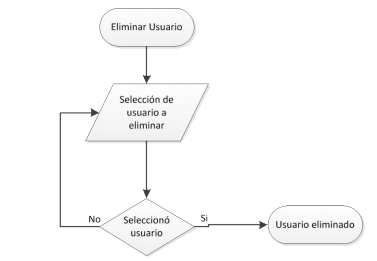 Eliminar Usuario
Selección de
usuario a
eliminar
No
Seleccionó
usuario
Si
Usuario eliminado